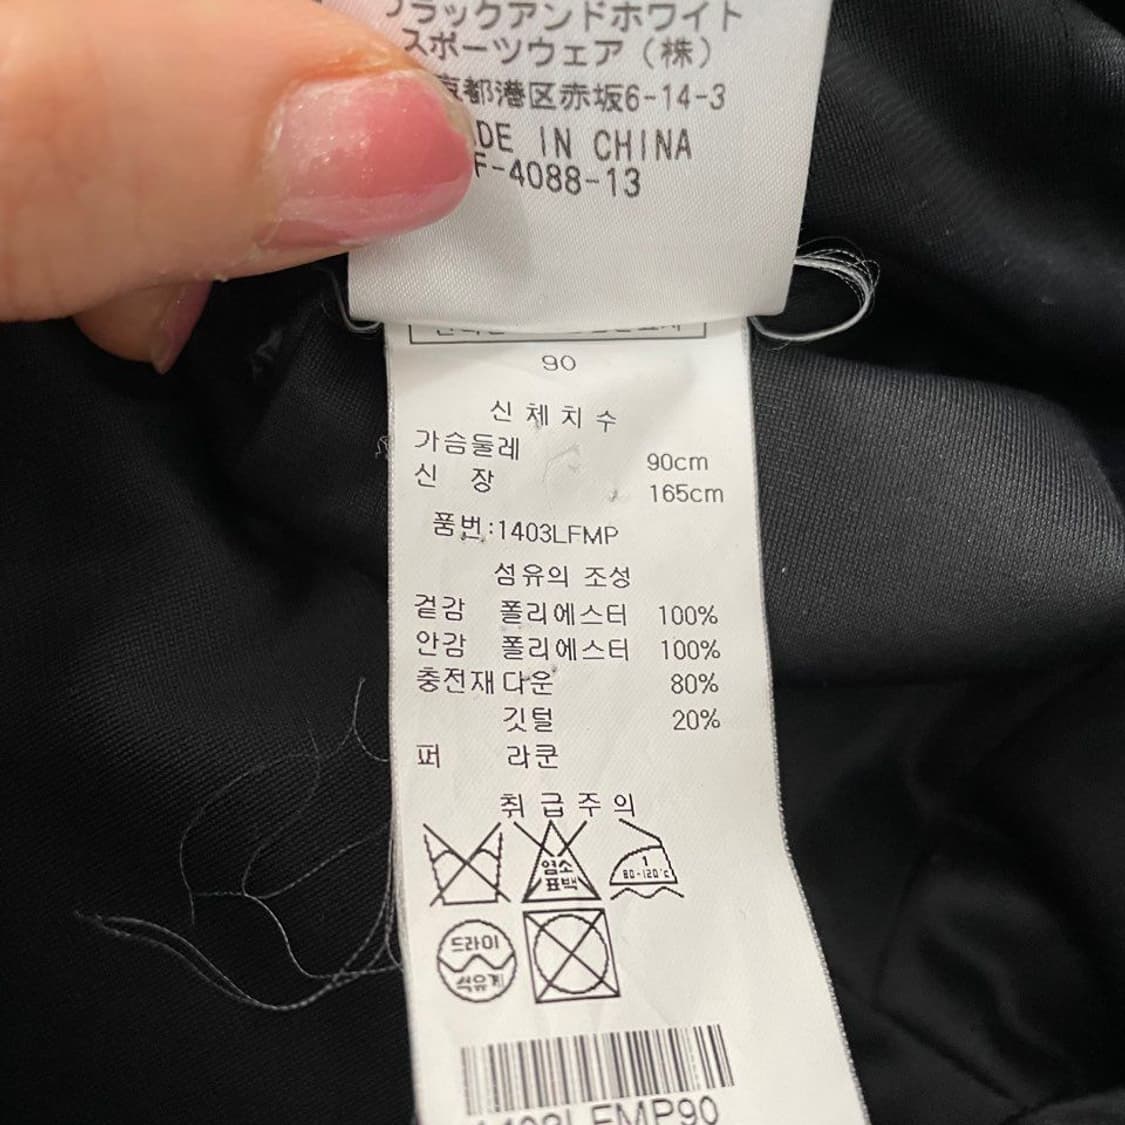 ブラックアンドホワイト
スポーツウェア（株）
京都港区赤坂6-14-3
DE IN CHINA
F-4088-13
90
신체치수
가슴둘레 90cm
신 장 165cm
품번:1403LFMP
섬유의 조성
겉감 폴리에스터 100%
안감 폴리에스터 100%
충전재 다운 80%
깃털 20%
퍼 라쿤
취급주의
염소
표백
1
80-120℃
드라이
석유계
1403LFMP90